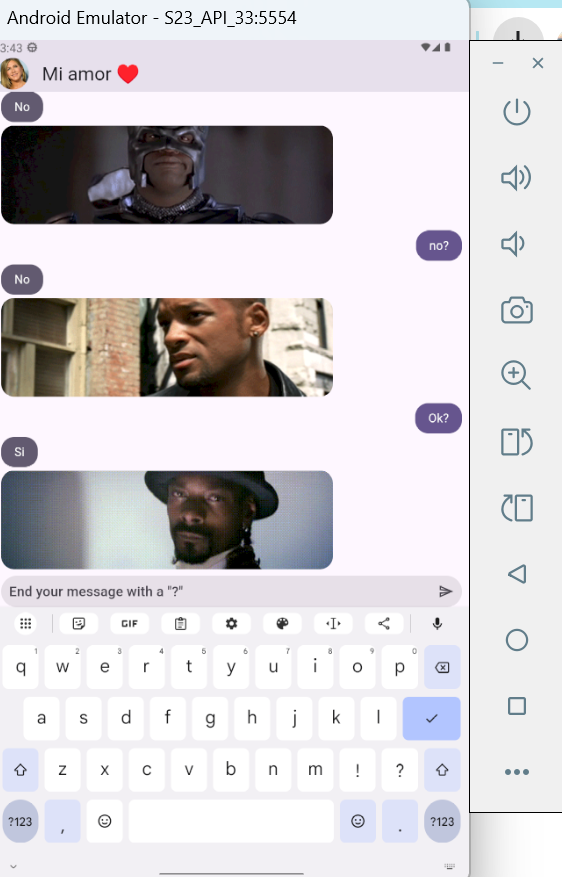 Android Emulator - S23_API_33:5554
3:43
Mi amor ❤️
No
no?
No
Ok?
Si
End your message with a "?"
GIF
1 2 3 4 5 6 7 8 9 0
q w e r t y u i o p
a s d f g h j k l
z x c v b n m ! ?
?123 , . ?123